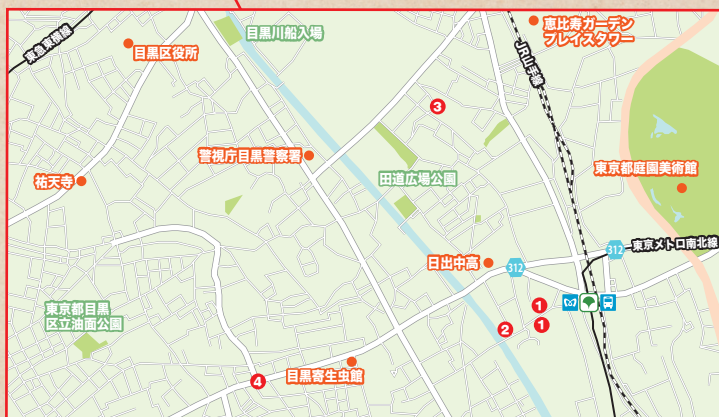 東急東横線
目黒区役所
目黒川船入場
恵比寿ガーデン
プレイスタワー
JR山手線
3
警視庁目黒警察署
田道広場公園
東京都庭園美術館
祐天寺
日出中高
312
312
東京メトロ南北線
東京都目黒
区立油面公園
1
1
2
目黒寄生虫館
4